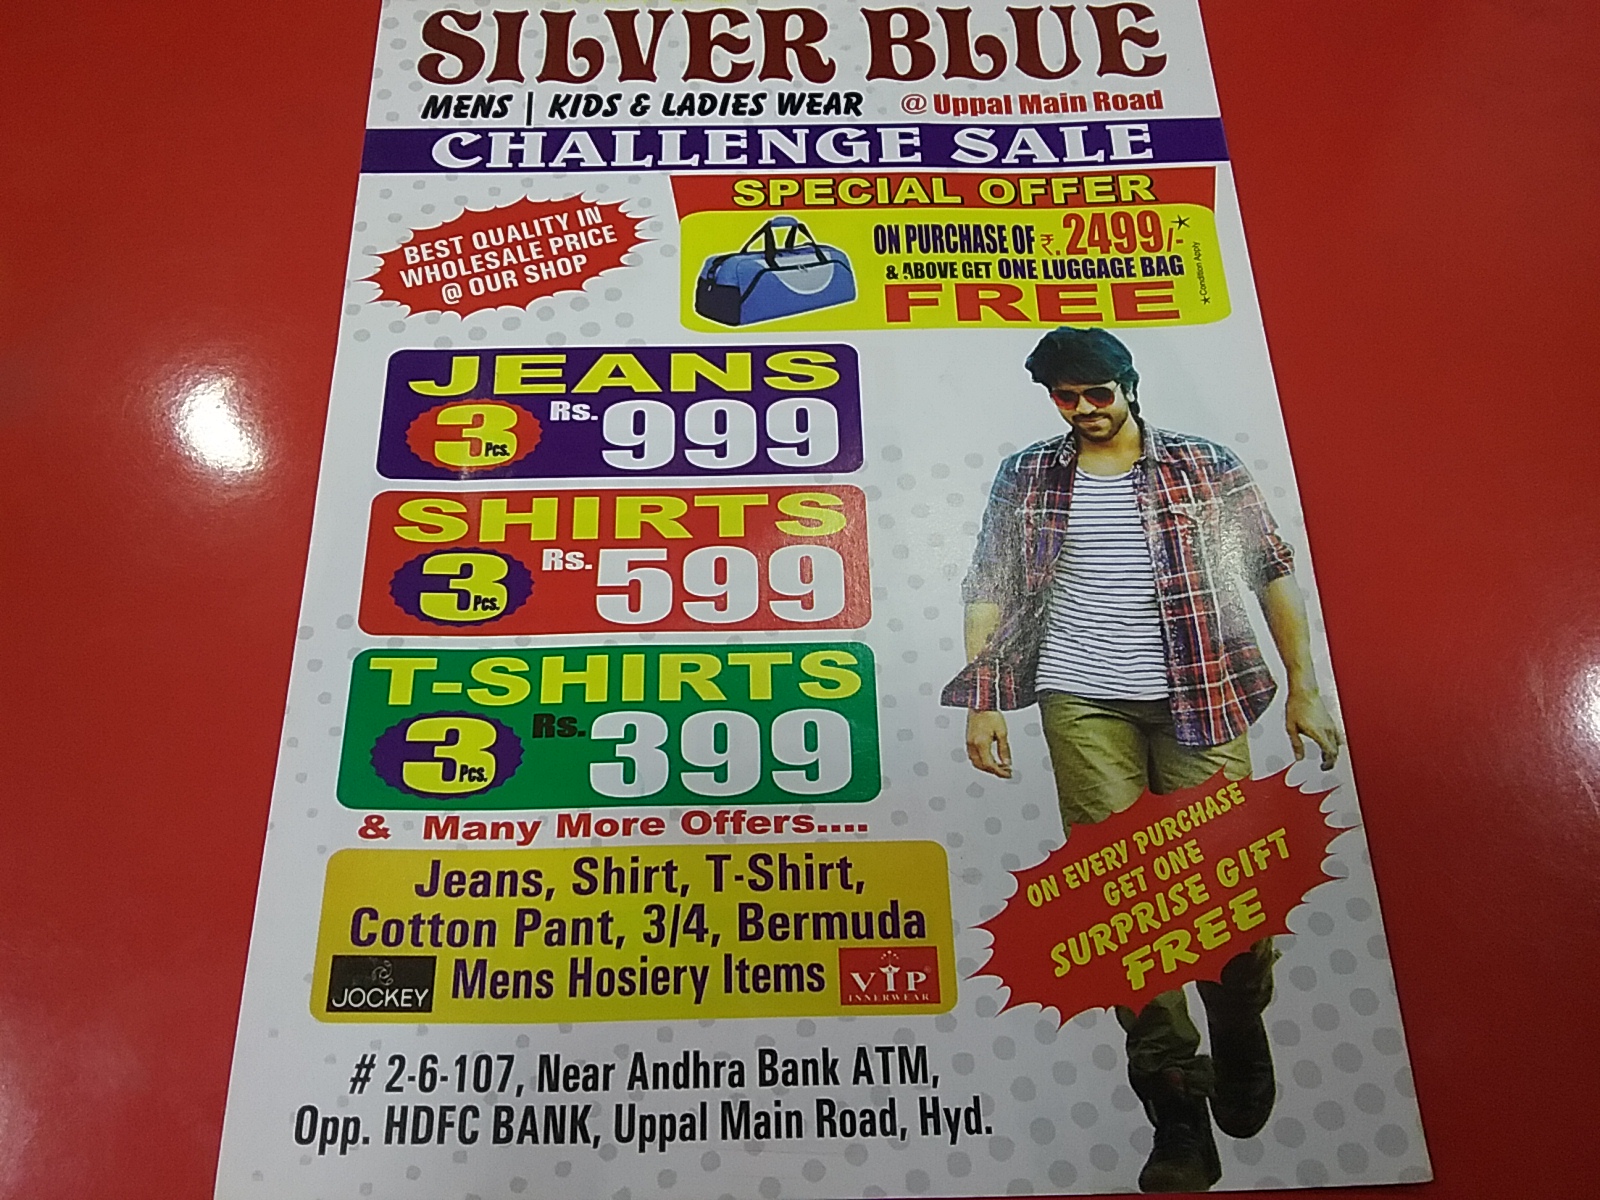 SILVER BLUE
MENS | KIDS & LADIES WEAR @ Uppal Main Road
CHALLENGE SALE
BEST QUALITY IN
WHOLESALE PRICE
@ OUR SHOP
SPECIAL OFFER
ON PURCHASE OF ₹.2499/-*
& ABOVE GET ONE LUGGAGE BAG
FREE
* Condition Apply
JEANS
3 Pcs. Rs. 999
SHIRTS
3 Pcs. Rs. 599
T-SHIRTS
3 Pcs. Rs. 399
& Many More Offers....
Jeans, Shirt, T-Shirt,
Cotton Pant, 3/4, Bermuda
JOCKEY Mens Hosiery Items VIP®
INNERWEAR
ON EVERY PURCHASE
GET ONE
SURPRISE GIFT
FREE
# 2-6-107, Near Andhra Bank ATM,
Opp. HDFC BANK, Uppal Main Road, Hyd.